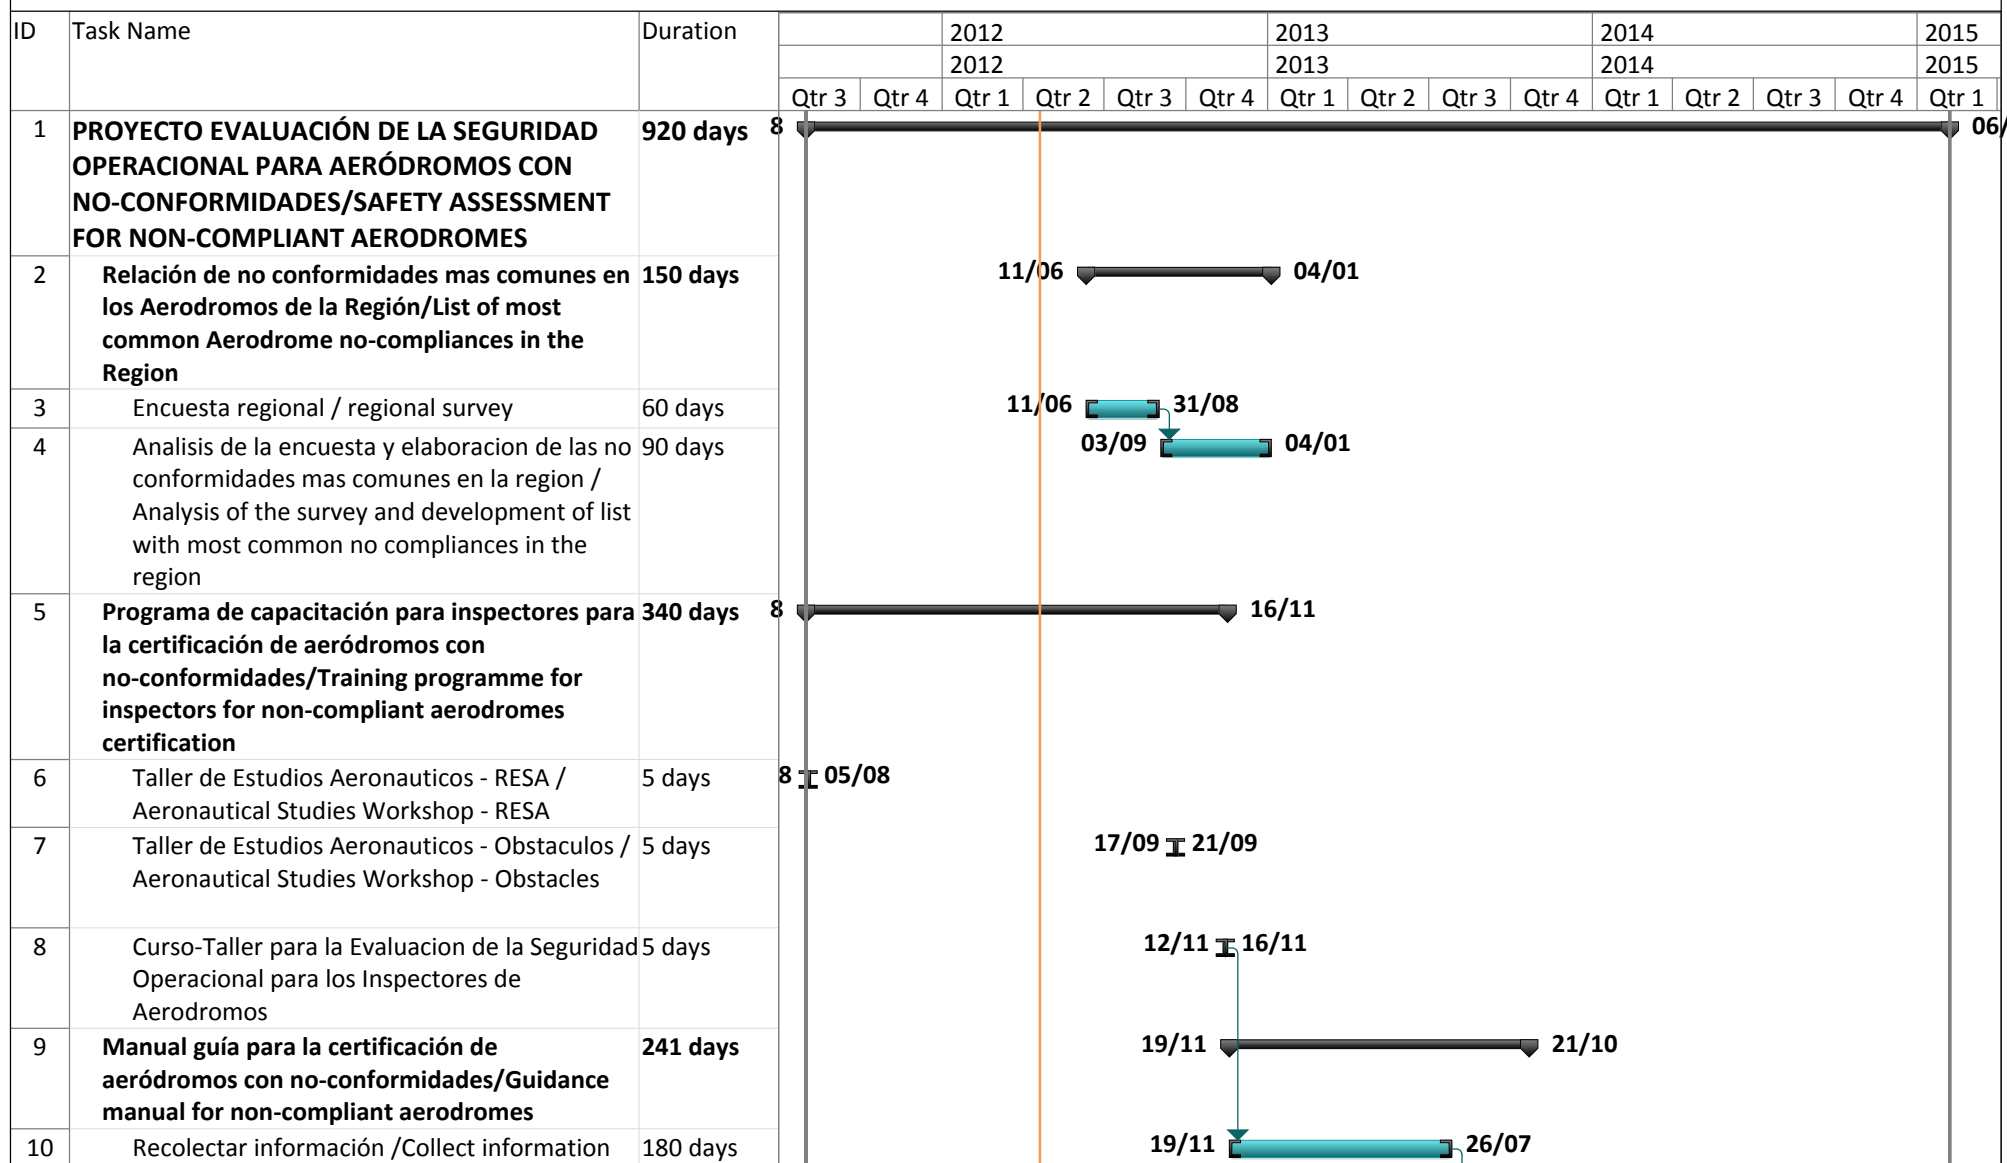 ID Task Name Duration 2012 2013 2014 2015
2012 2013 2014 2015
Qtr 3 Qtr 4 Qtr 1 Qtr 2 Qtr 3 Qtr 4 Qtr 1 Qtr 2 Qtr 3 Qtr 4 Qtr 1 Qtr 2 Qtr 3 Qtr 4 Qtr 1
1 PROYECTO EVALUACIÓN DE LA SEGURIDAD 920 days 8 06/
OPERACIONAL PARA AERÓDROMOS CON
NO-CONFORMIDADES/SAFETY ASSESSMENT
FOR NON-COMPLIANT AERODROMES
2 Relación de no conformidades mas comunes en 150 days 11/06 04/01
los Aerodromos de la Región/List of most
common Aerodrome no-compliances in the
Region
3 Encuesta regional / regional survey 60 days 11/06 31/08
4 Analisis de la encuesta y elaboracion de las no 90 days 03/09 04/01
conformidades mas comunes en la region /
Analysis of the survey and development of list
with most common no compliances in the
region
5 Programa de capacitación para inspectores para 340 days 8 16/11
la certificación de aeródromos con
no-conformidades/Training programme for
inspectors for non-compliant aerodromes
certification
6 Taller de Estudios Aeronauticos - RESA / 5 days 8 05/08
Aeronautical Studies Workshop - RESA
7 Taller de Estudios Aeronauticos - Obstaculos / 5 days 17/09 21/09
Aeronautical Studies Workshop - Obstacles
8 Curso-Taller para la Evaluacion de la Seguridad 5 days 12/11 16/11
Operacional para los Inspectores de
Aerodromos
9 Manual guía para la certificación de 241 days 19/11 21/10
aeródromos con no-conformidades/Guidance
manual for non-compliant aerodromes
10 Recolectar información /Collect information 180 days 19/11 26/07